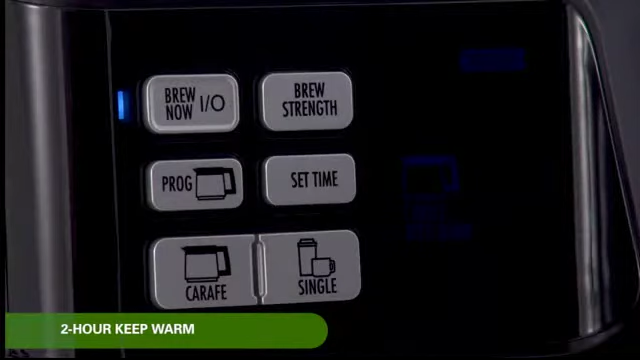 BREW
NOW I/O
BREW
STRENGTH
PROG
SET TIME
CARAFE
SINGLE
2-HOUR KEEP WARM